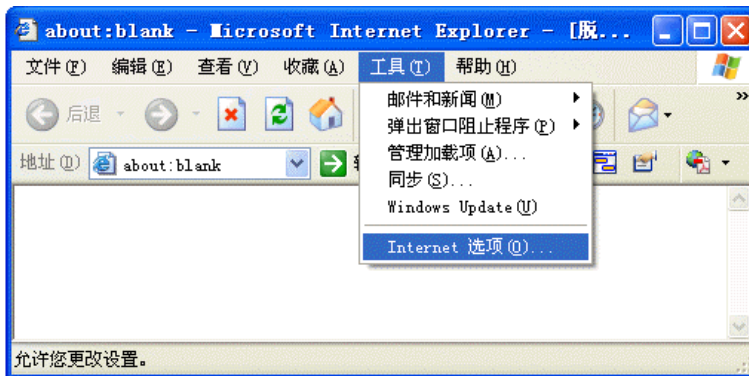 about:blank - Microsoft Internet Explorer - [脱...
文件(F) 编辑(E) 查看(V) 收藏(A) 工具(T) 帮助(H)
后退
邮件和新闻(M)
弹出窗口阻止程序(P)
管理加载项(A)...
同步(S)...
Windows Update(U)
Internet 选项(O)...
地址(D) about:blank
允许您更改设置。